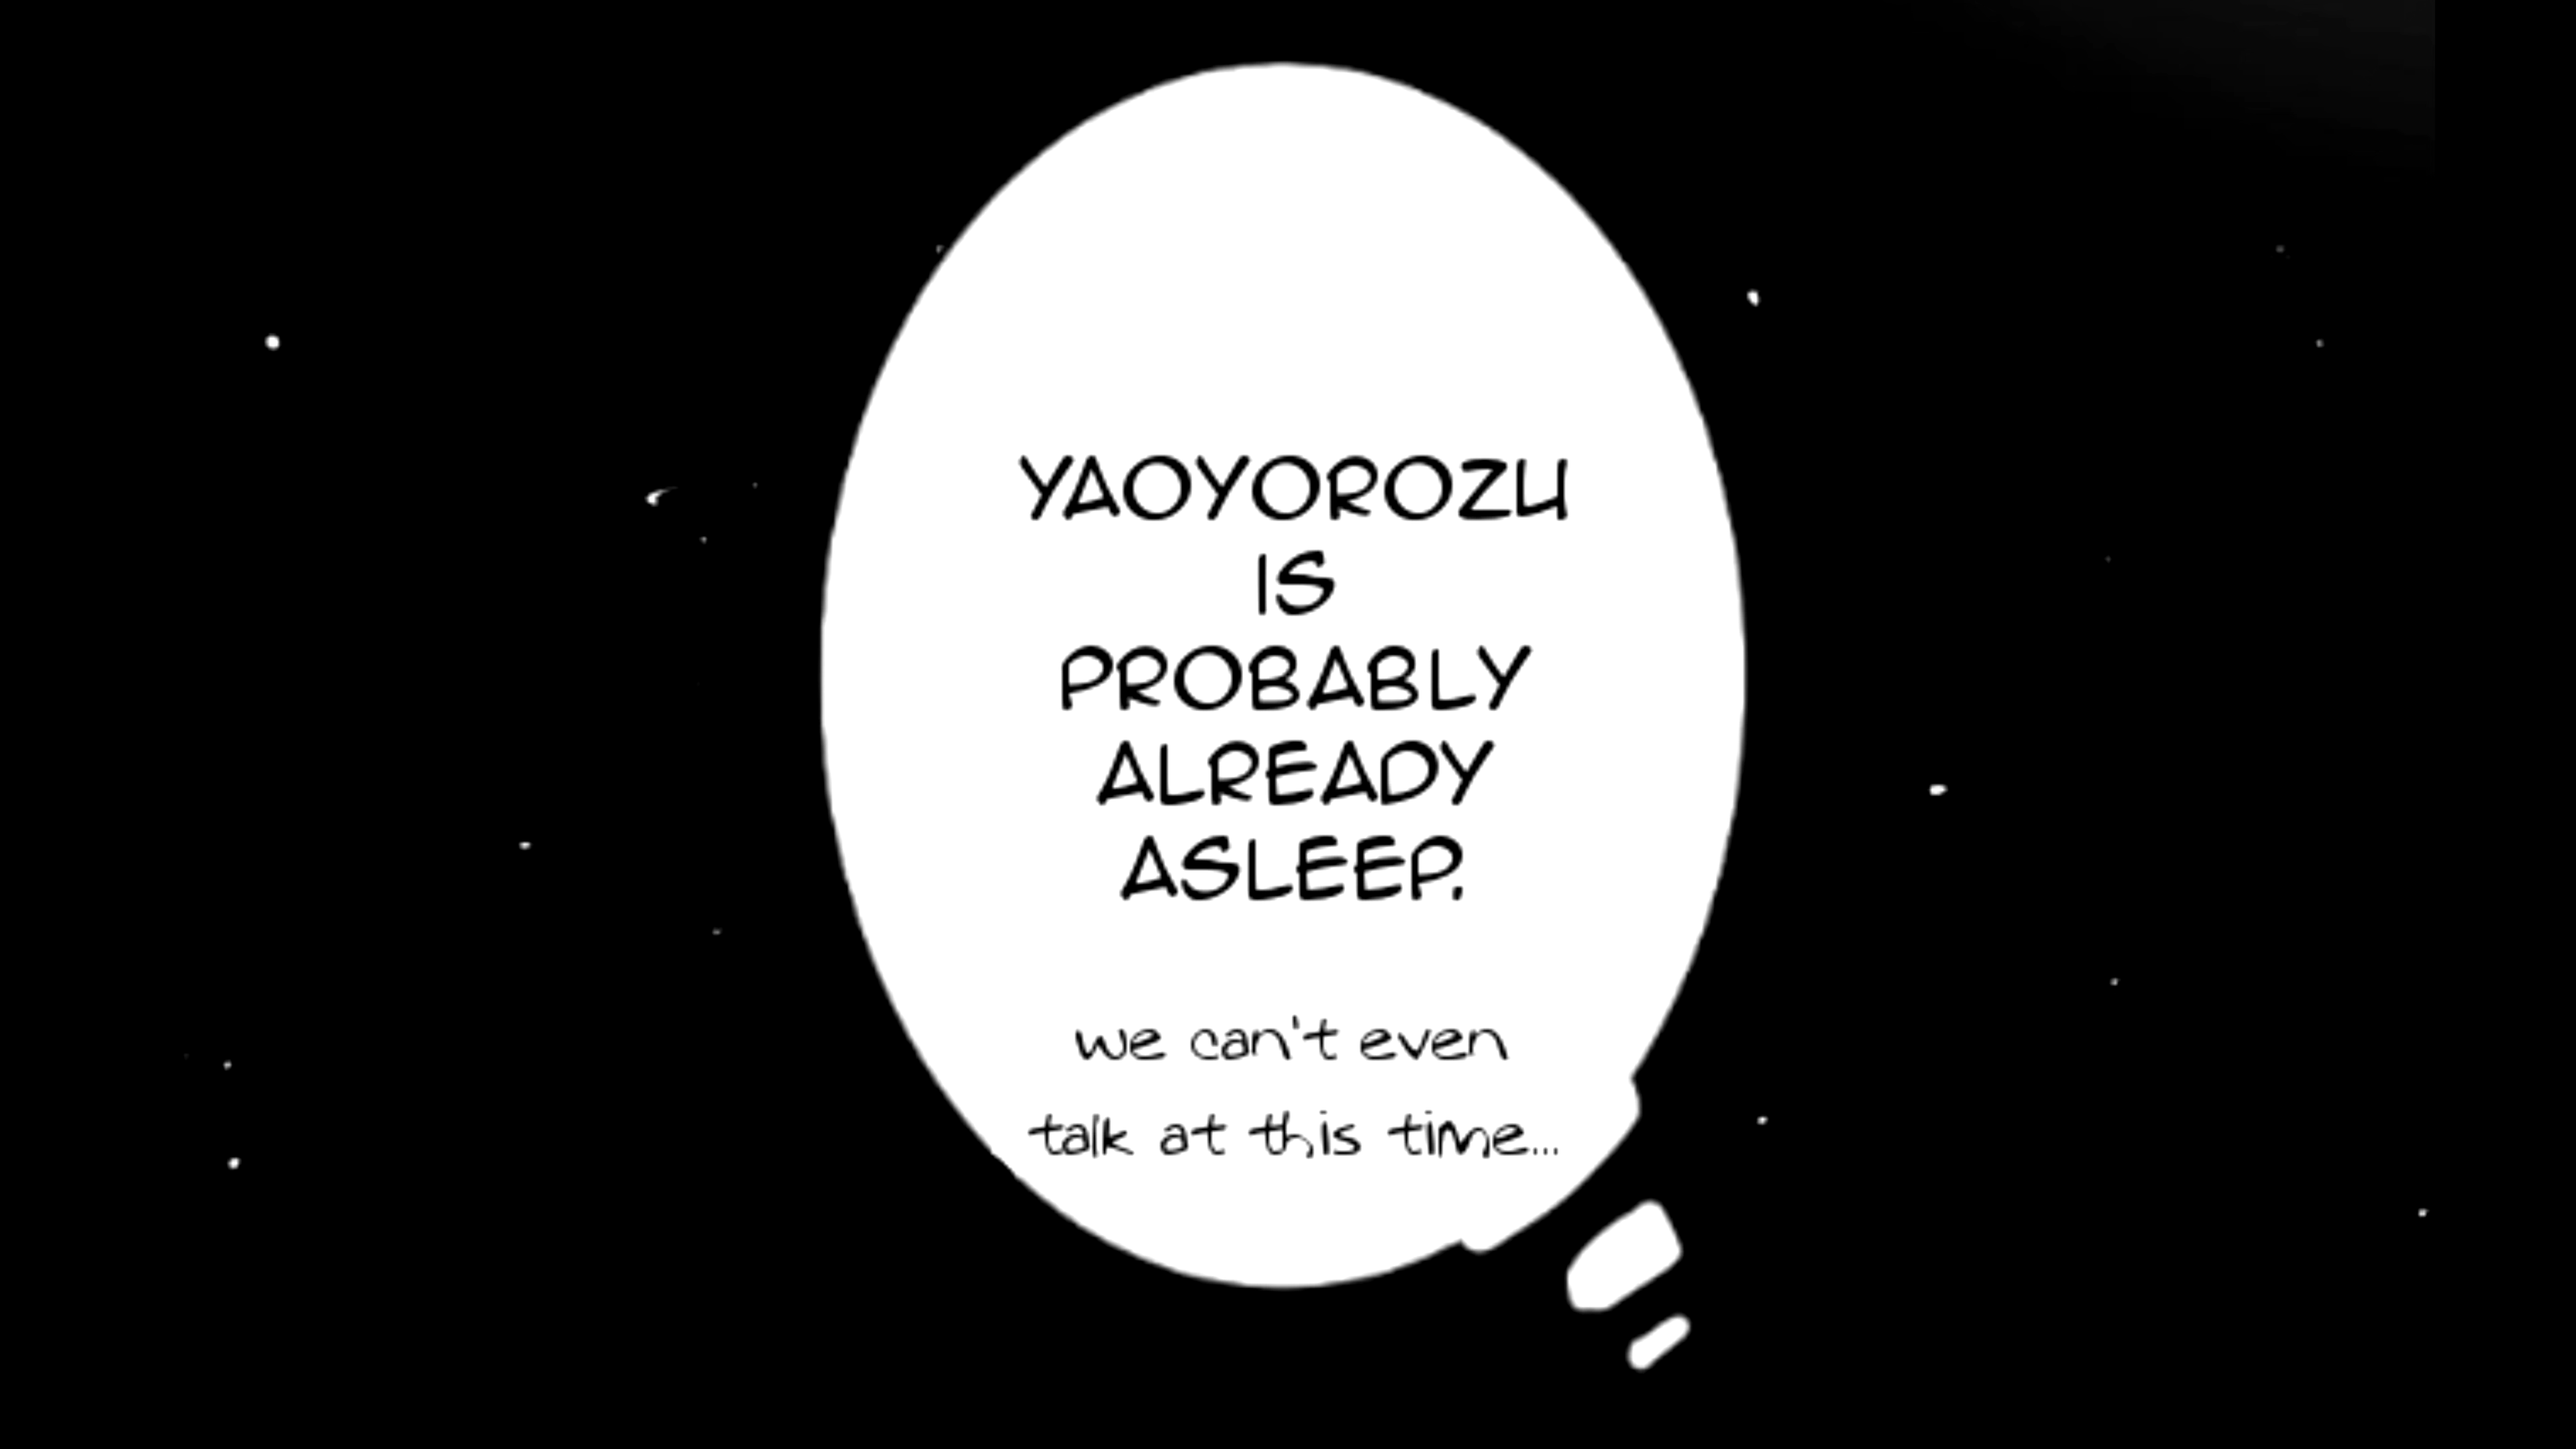 YAOYOROZU
IS
PROBABLY
ALREADY
ASLEEP.
we can't even
talk at this time...